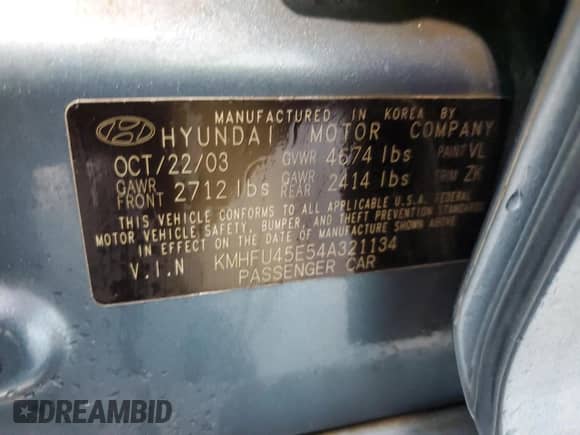 MANUFACTURED IN KOREA BY
HYUNDAI MOTOR COMPANY
OCT/22/03 GVWR 4674 lbs PAINT VL
GAWR FRONT 2712 lbs GAWR REAR 2414 lbs TRIM ZK
THIS VEHICLE CONFORMS TO ALL APPLICABLE U.S.A. FEDERAL
MOTOR VEHICLE SAFETY, BUMPER, AND THEFT PREVENTION STANDARDS
IN EFFECT ON THE DATE OF MANUFACTURE SHOWN ABOVE
V.I.N KMHFU45E54A321134
PASSENGER CAR
DREAMBID